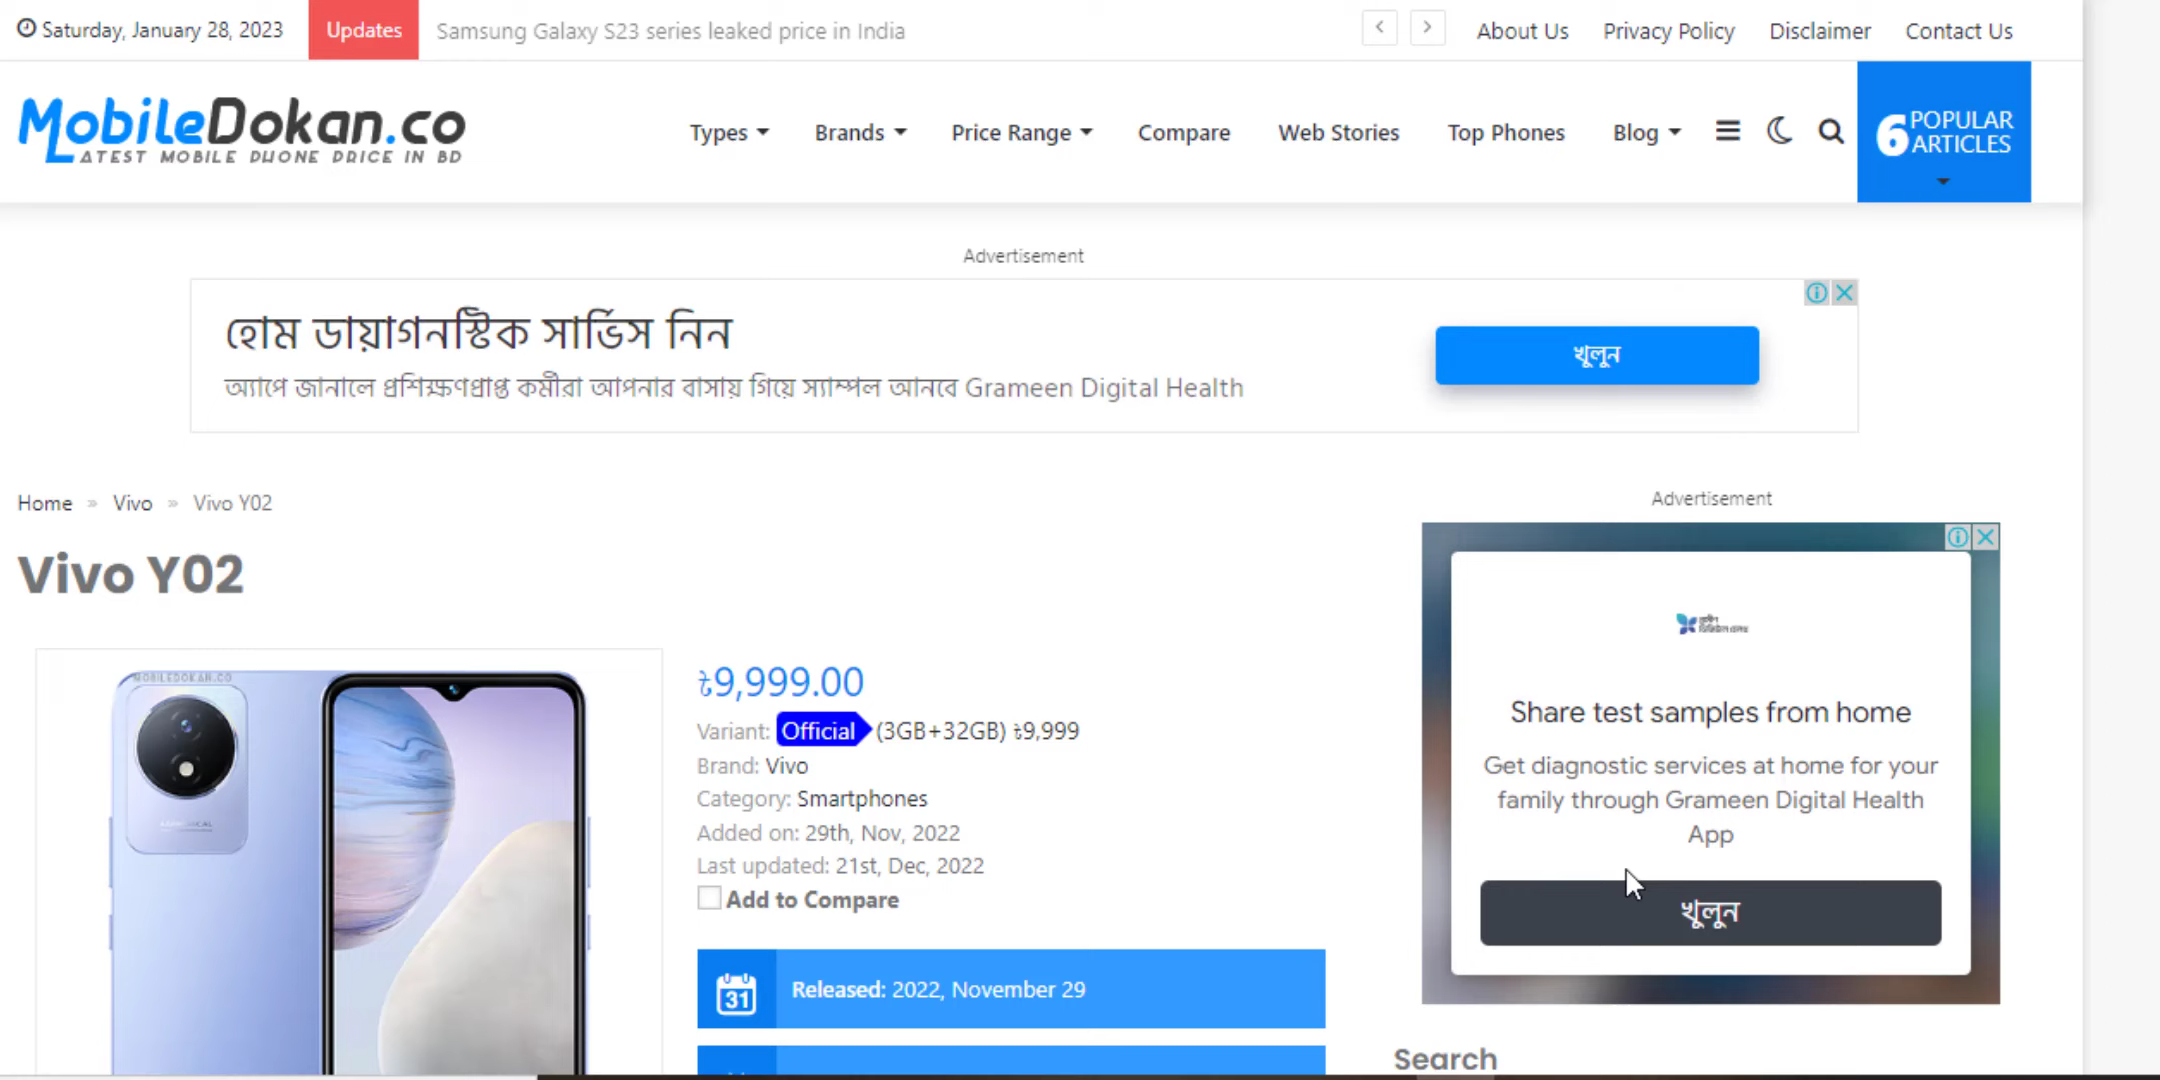 Saturday, January 28, 2023
Updates
Samsung Galaxy S23 series leaked price in India
About Us
Privacy Policy
Disclaimer
Contact Us
MobileDokan.co
LATEST MOBILE PHONE PRICE IN BD
Types
Brands
Price Range
Compare
Web Stories
Top Phones
Blog
6 POPULAR
ARTICLES
Advertisement
হোম ডায়াগনস্টিক সার্ভিস নিন
অ্যাপে জানালে প্রশিক্ষণপ্রাপ্ত কর্মীরা আপনার বাসায় গিয়ে স্যাম্পল আনবে Grameen Digital Health
খুলুন
Home » Vivo » Vivo Y02
Vivo Y02
MOBILEDOKAN.CO
৳9,999.00
Variant: Official (3GB+32GB) ৳9,999
Brand: Vivo
Category: Smartphones
Added on: 29th, Nov, 2022
Last updated: 21st, Dec, 2022
Add to Compare
31
Released: 2022, November 29
Advertisement
Share test samples from home
Get diagnostic services at home for your
family through Grameen Digital Health
App
খুলুন
Search